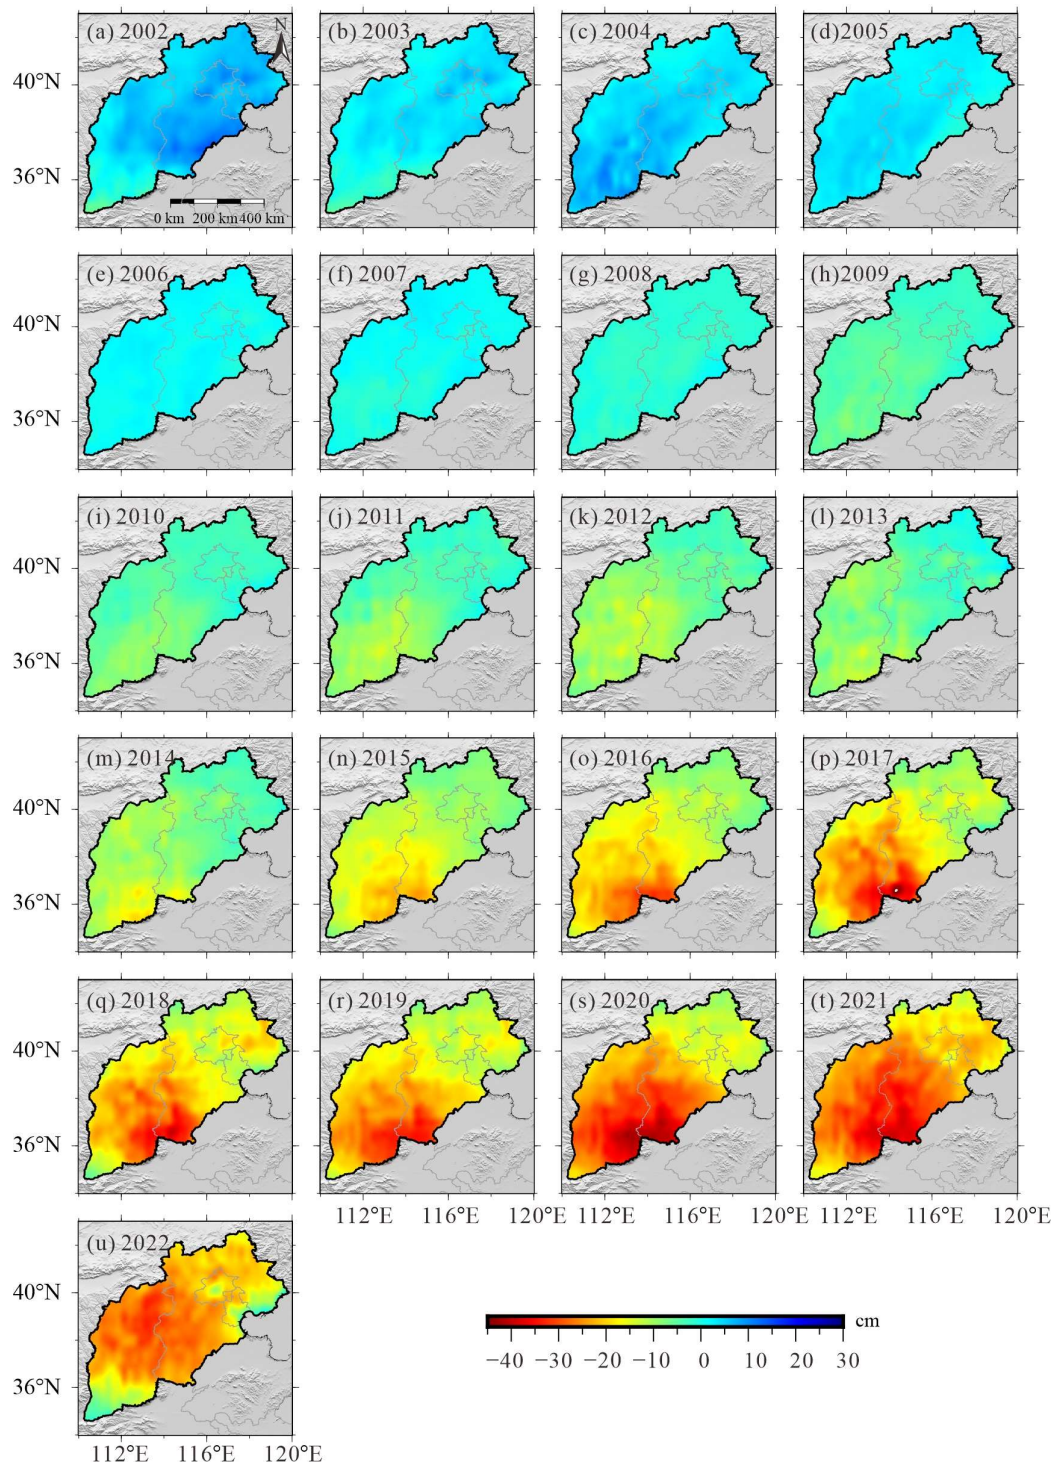 (a) 2002 N (b) 2003 (c) 2004 (d) 2005
40°N
36°N
0 km 200 km 400 km
(e) 2006 (f) 2007 (g) 2008 (h)2009
40°N
36°N
(i) 2010 (j) 2011 (k) 2012 (l) 2013
40°N
36°N
(m) 2014 (n) 2015 (o) 2016 (p) 2017
40°N
36°N
(q) 2018 (r) 2019 (s) 2020 (t) 2021
40°N
36°N
112°E 116°E 120°E 112°E 116°E 120°E 112°E 116°E 120°E
(u) 2022
40°N
cm
−40 −30 −20 −10 0 10 20 30
36°N
112°E 116°E 120°E